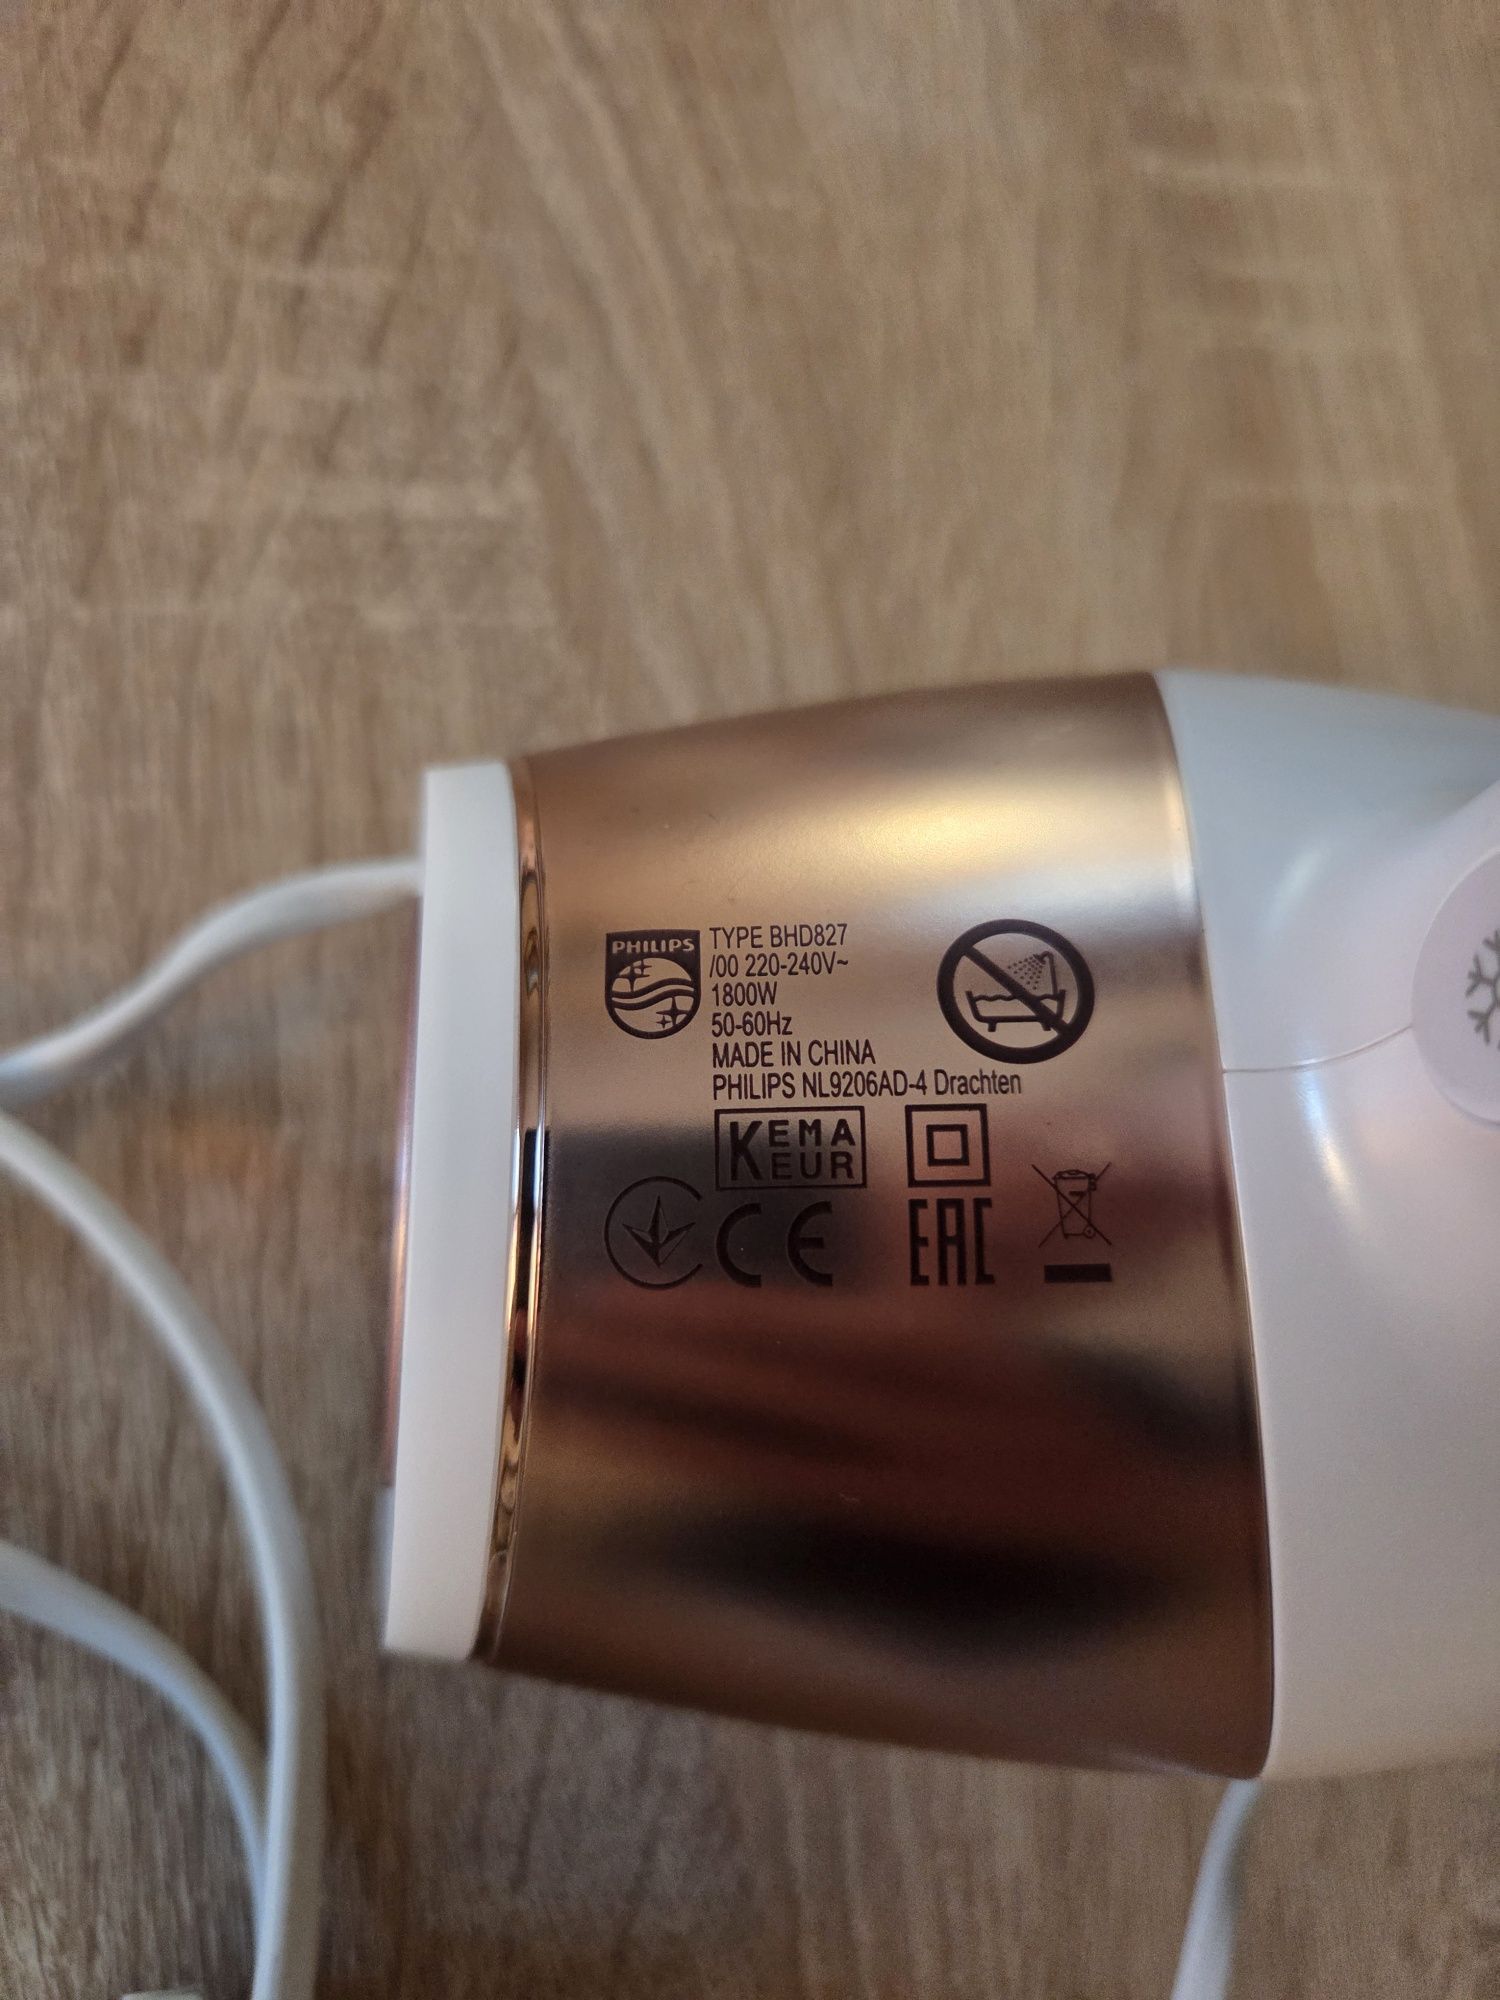 PHILIPS
TYPE BHD827
/00 220-240V~
1800W
50-60Hz
MADE IN CHINA
PHILIPS NL9206AD-4 Drachten
KEMA
EUR
CE
EAC